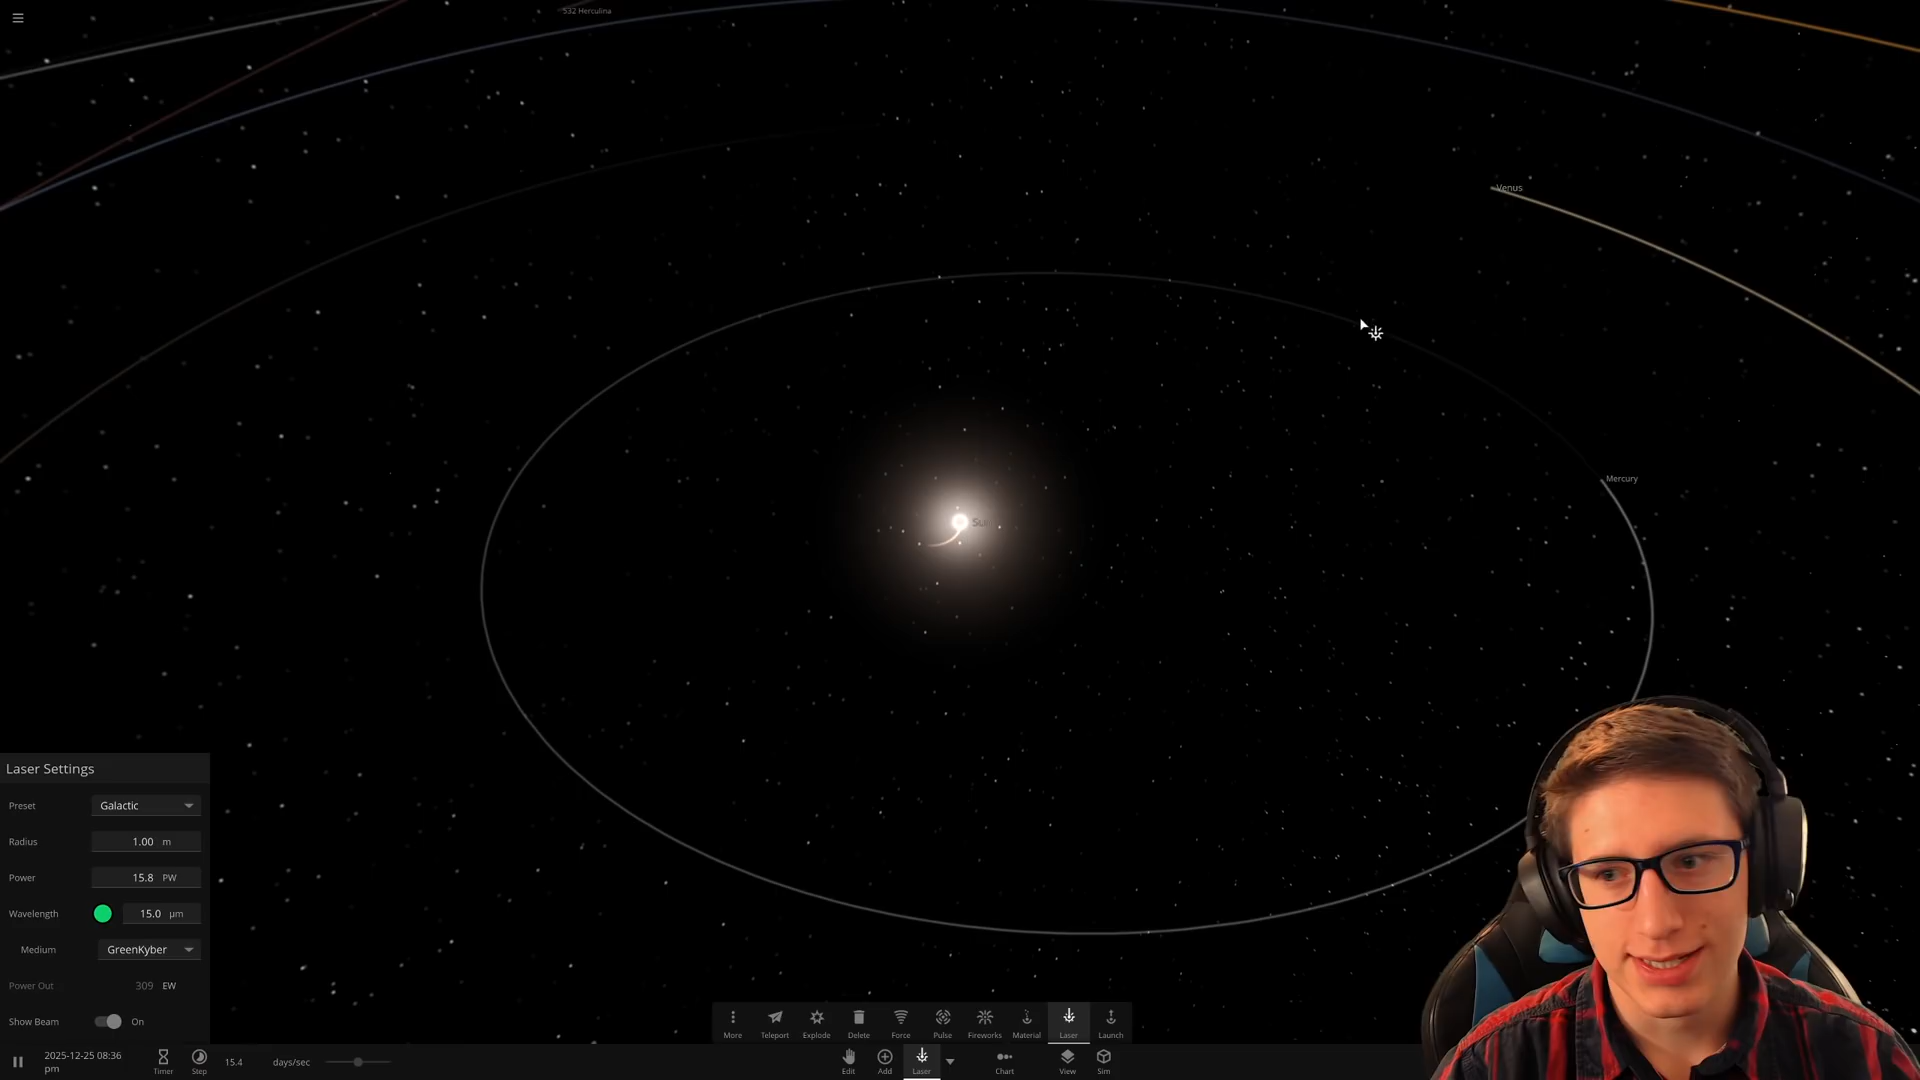 532 Herculina
Venus
Mercury
Sun
Laser Settings
Preset Galactic
Radius 1.00 m
Power 15.8 PW
Wavelength 15.0 µm
Medium GreenKyber
Power Out 309 EW
Show Beam On
More Teleport Explode Delete Force Pulse Fireworks Material Laser Launch
2025-12-25 08:36
pm
Timer Step 15.4 days/sec
Edit Add Laser Chart View Sim